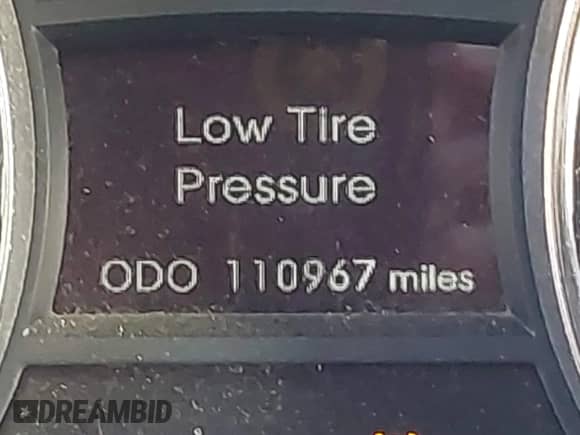 Low Tire
Pressure
ODO 110967 miles
DREAMBID